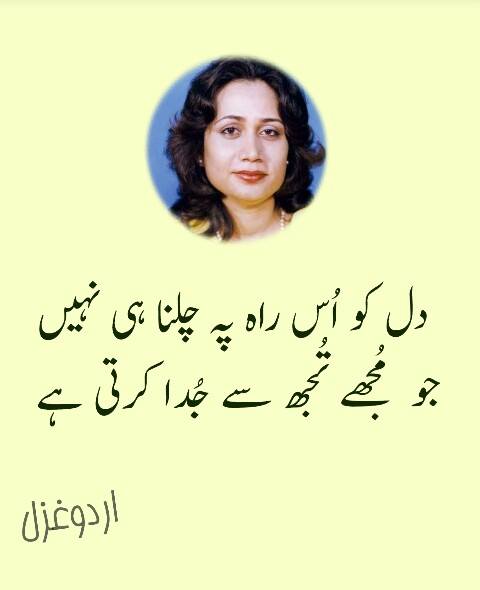 دل کو اُس راہ پہ چلنا ہی نہیں
جو مُجھے تُجھ سے جُدا کرتی ہے
اردوغزل